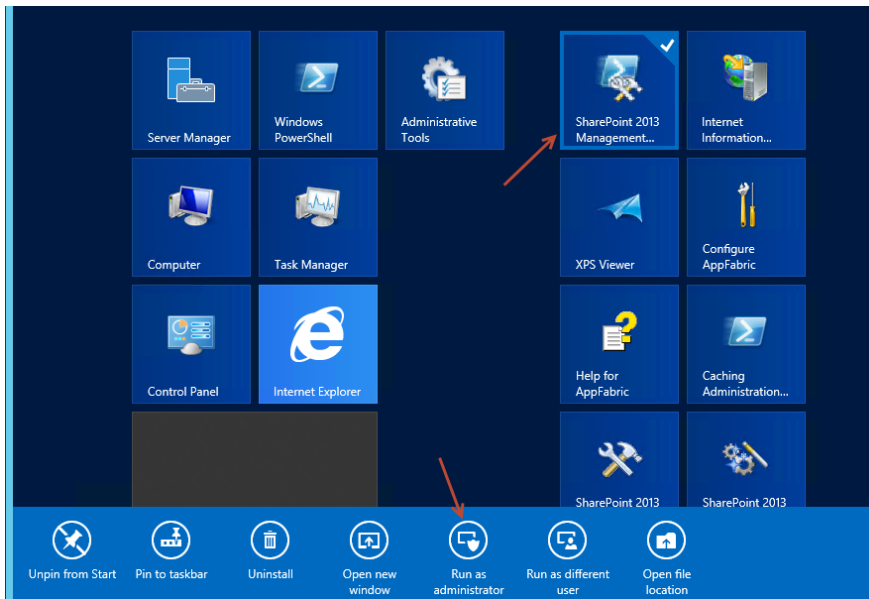 Server Manager
Windows
PowerShell
Administrative
Tools
SharePoint 2013
Management...
Internet
Information...
Computer
Task Manager
XPS Viewer
Configure
AppFabric
Control Panel
Internet Explorer
Help for
AppFabric
Caching
Administration...
SharePoint 2013
SharePoint 2013
Unpin from Start
Pin to taskbar
Uninstall
Open new
window
Run as
administrator
Run as different
user
Open file
location